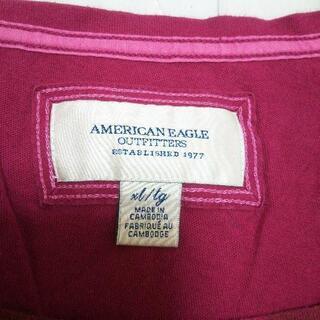 AMERICAN EAGLE
OUTFITTERS
ESTABLISHED 1977
xl/tg
MADE IN
CAMBODIA
FABRIQUÉ AU
CAMBODGE